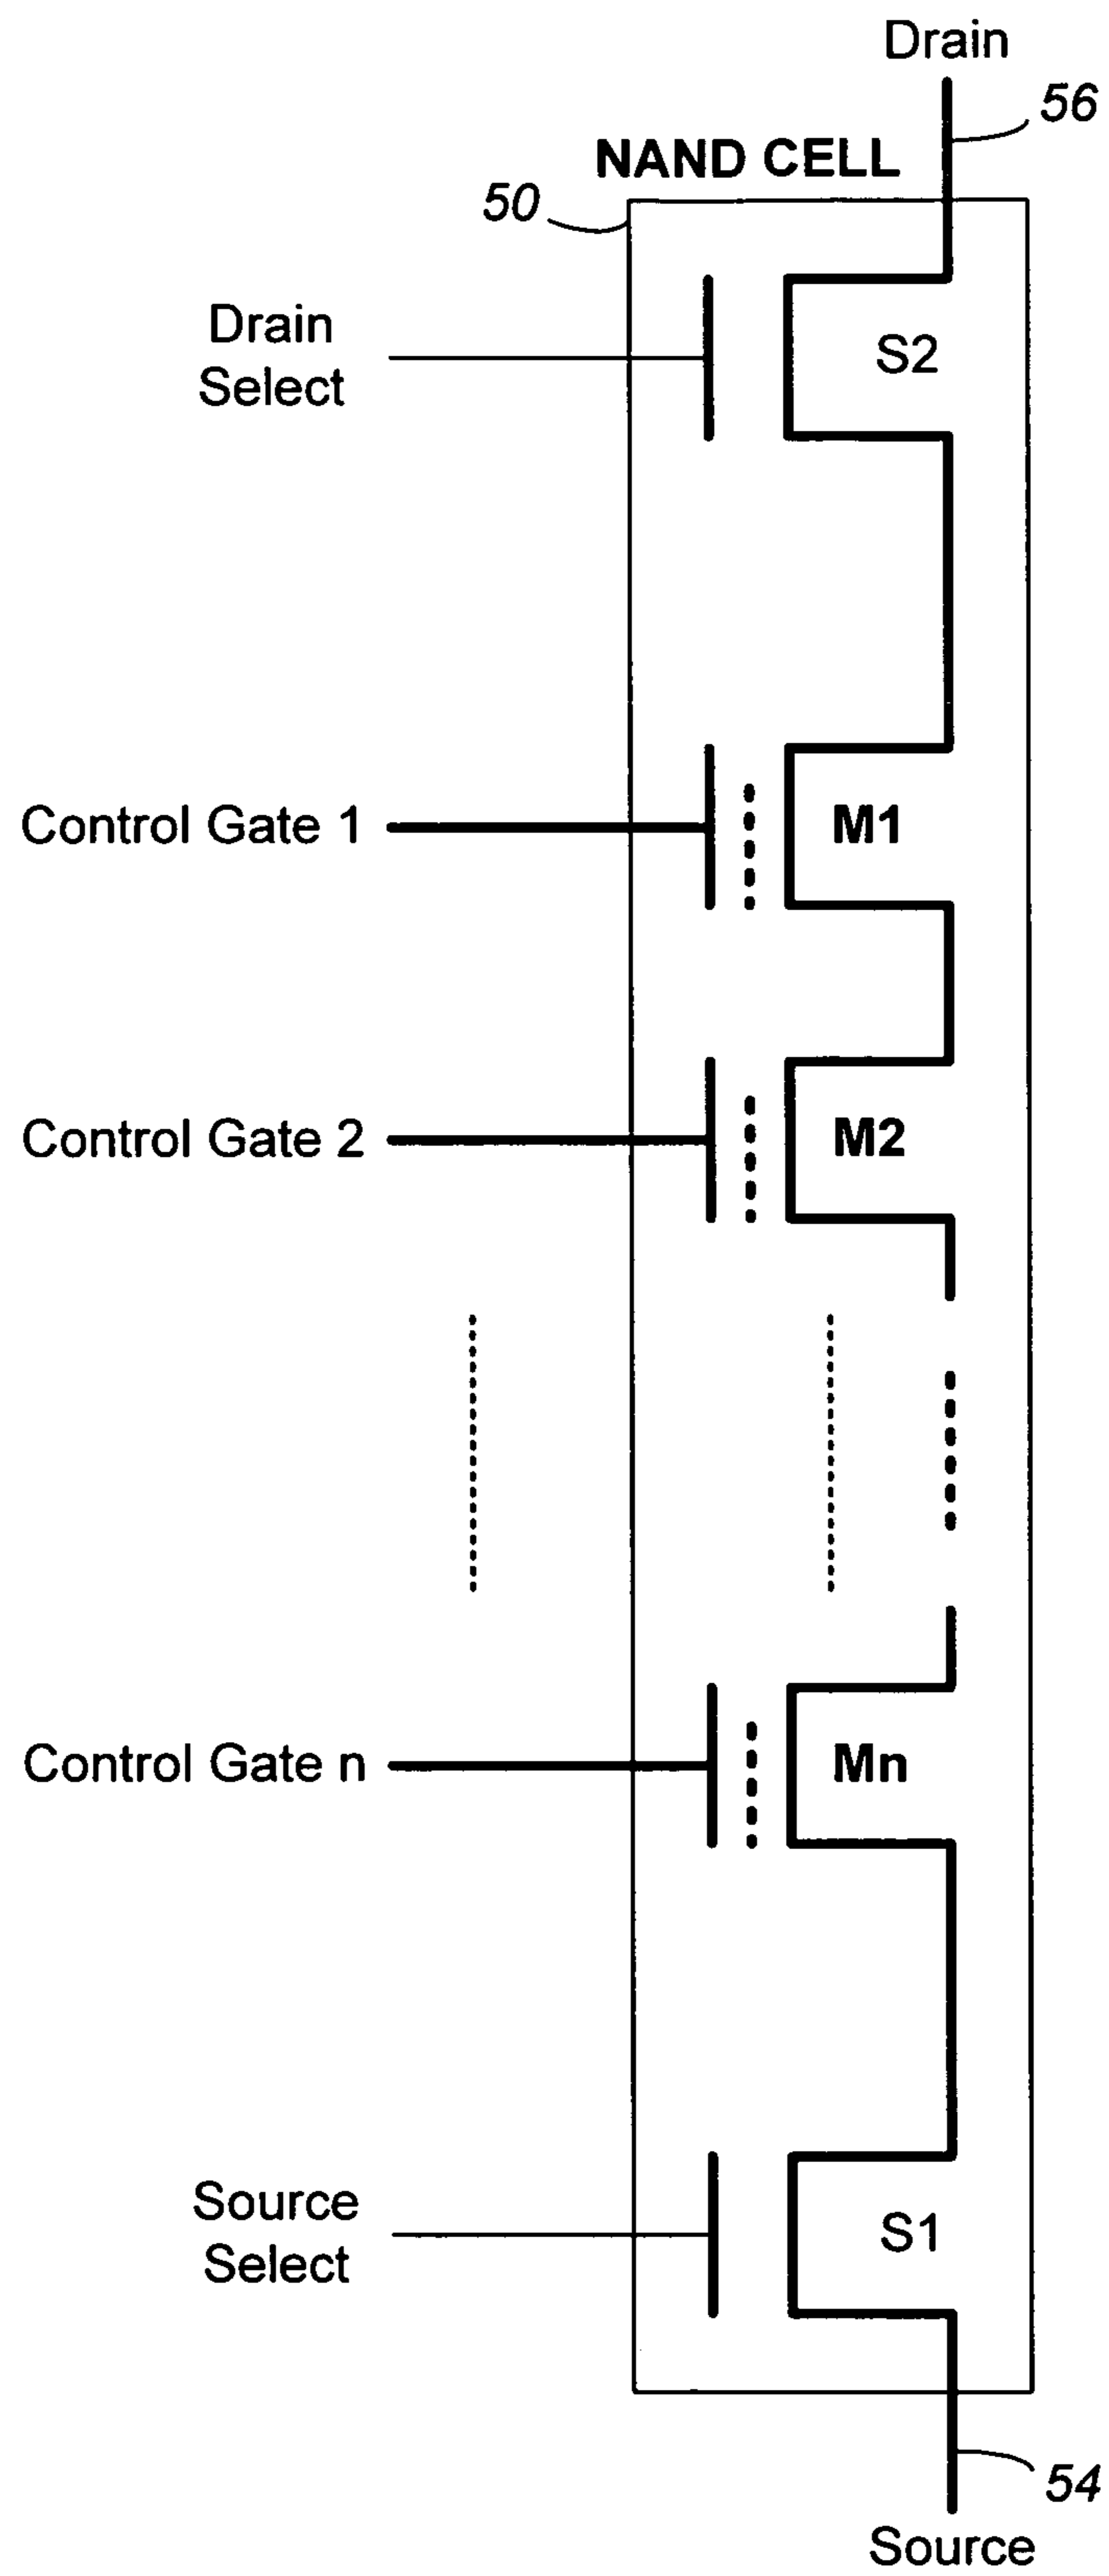 Drain
56
NAND CELL
50
Drain
Select
S2
Control Gate 1
M1
Control Gate 2
M2
Control Gate n
Mn
Source
Select
S1
54
Source